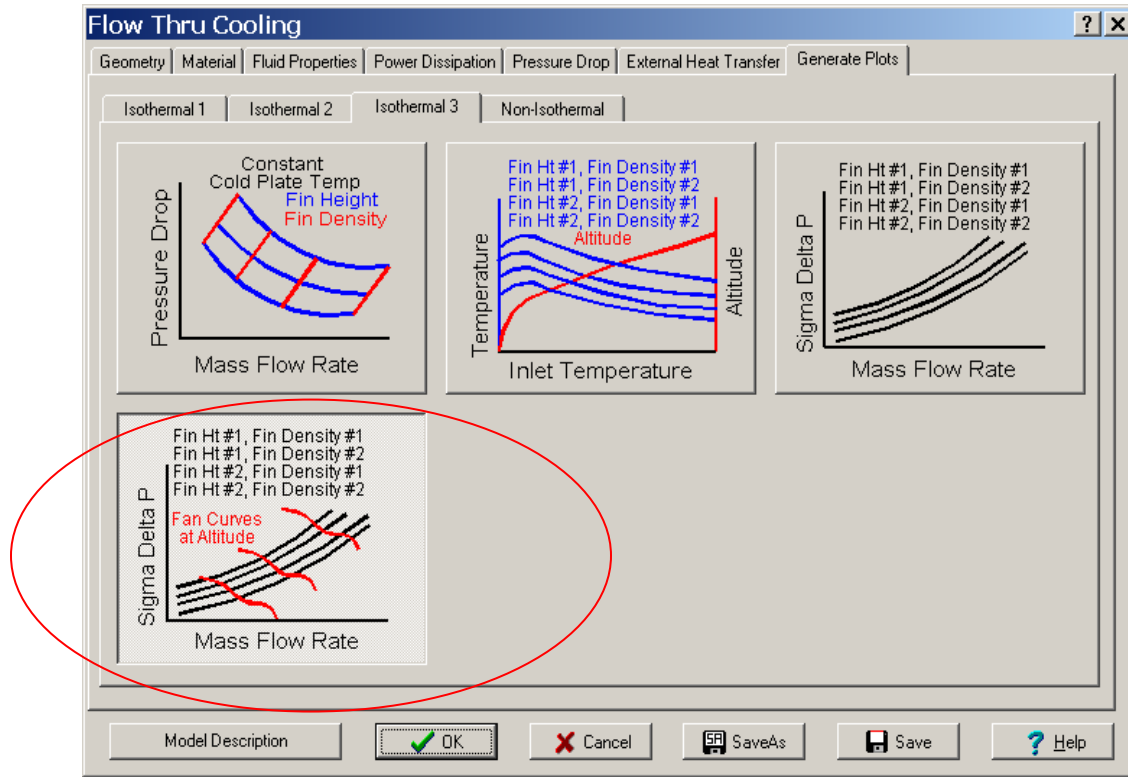 Flow Thru Cooling
Geometry Material Fluid Properties Power Dissipation Pressure Drop External Heat Transfer Generate Plots
Isothermal 1 Isothermal 2 Isothermal 3 Non-Isothermal
Constant
Cold Plate Temp
Fin Height
Fin Density
Pressure Drop
Mass Flow Rate
Fin Ht #1, Fin Density #1
Fin Ht #1, Fin Density #2
Fin Ht #2, Fin Density #1
Fin Ht #2, Fin Density #2
Altitude
Temperature
Altitude
Inlet Temperature
Fin Ht #1, Fin Density #1
Fin Ht #1, Fin Density #2
Fin Ht #2, Fin Density #1
Fin Ht #2, Fin Density #2
Sigma Delta P
Mass Flow Rate
Fin Ht #1, Fin Density #1
Fin Ht #1, Fin Density #2
Fin Ht #2, Fin Density #1
Fin Ht #2, Fin Density #2
Fan Curves
at Altitude
Sigma Delta P
Mass Flow Rate
Model Description OK Cancel SaveAs Save Help